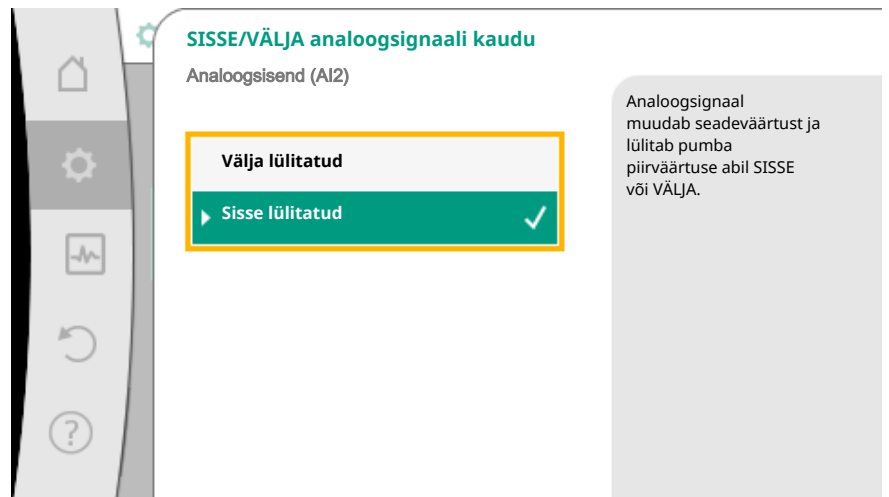 SISSE/VÄLJA analoogsignaali kaudu
Analoogsisend (AI2)
Välja lülitatud
Sisse lülitatud
Analoogsignaal
muudab seadeväärtust ja
lülitab pumba
piirväärtuse abil SISSE
või VÄLJA.